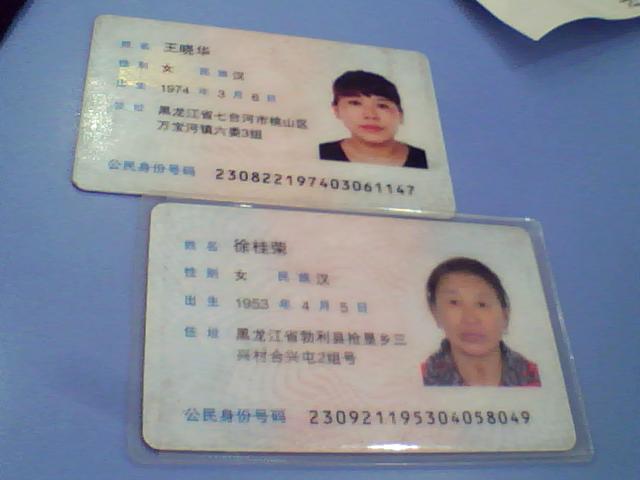 姓名 王晓华
性别 女 民族 汉
出生 1974 年 3 月 6 日
住址 黑龙江省七台河市桃山区
万宝河镇六委3组
公民身份号码 230822197403061147
姓名 徐桂荣
性别 女 民族 汉
出生 1953 年 4 月 5 日
住址 黑龙江省勃利县抢垦乡三
兴村合兴屯2组号
公民身份号码 230921195304058049